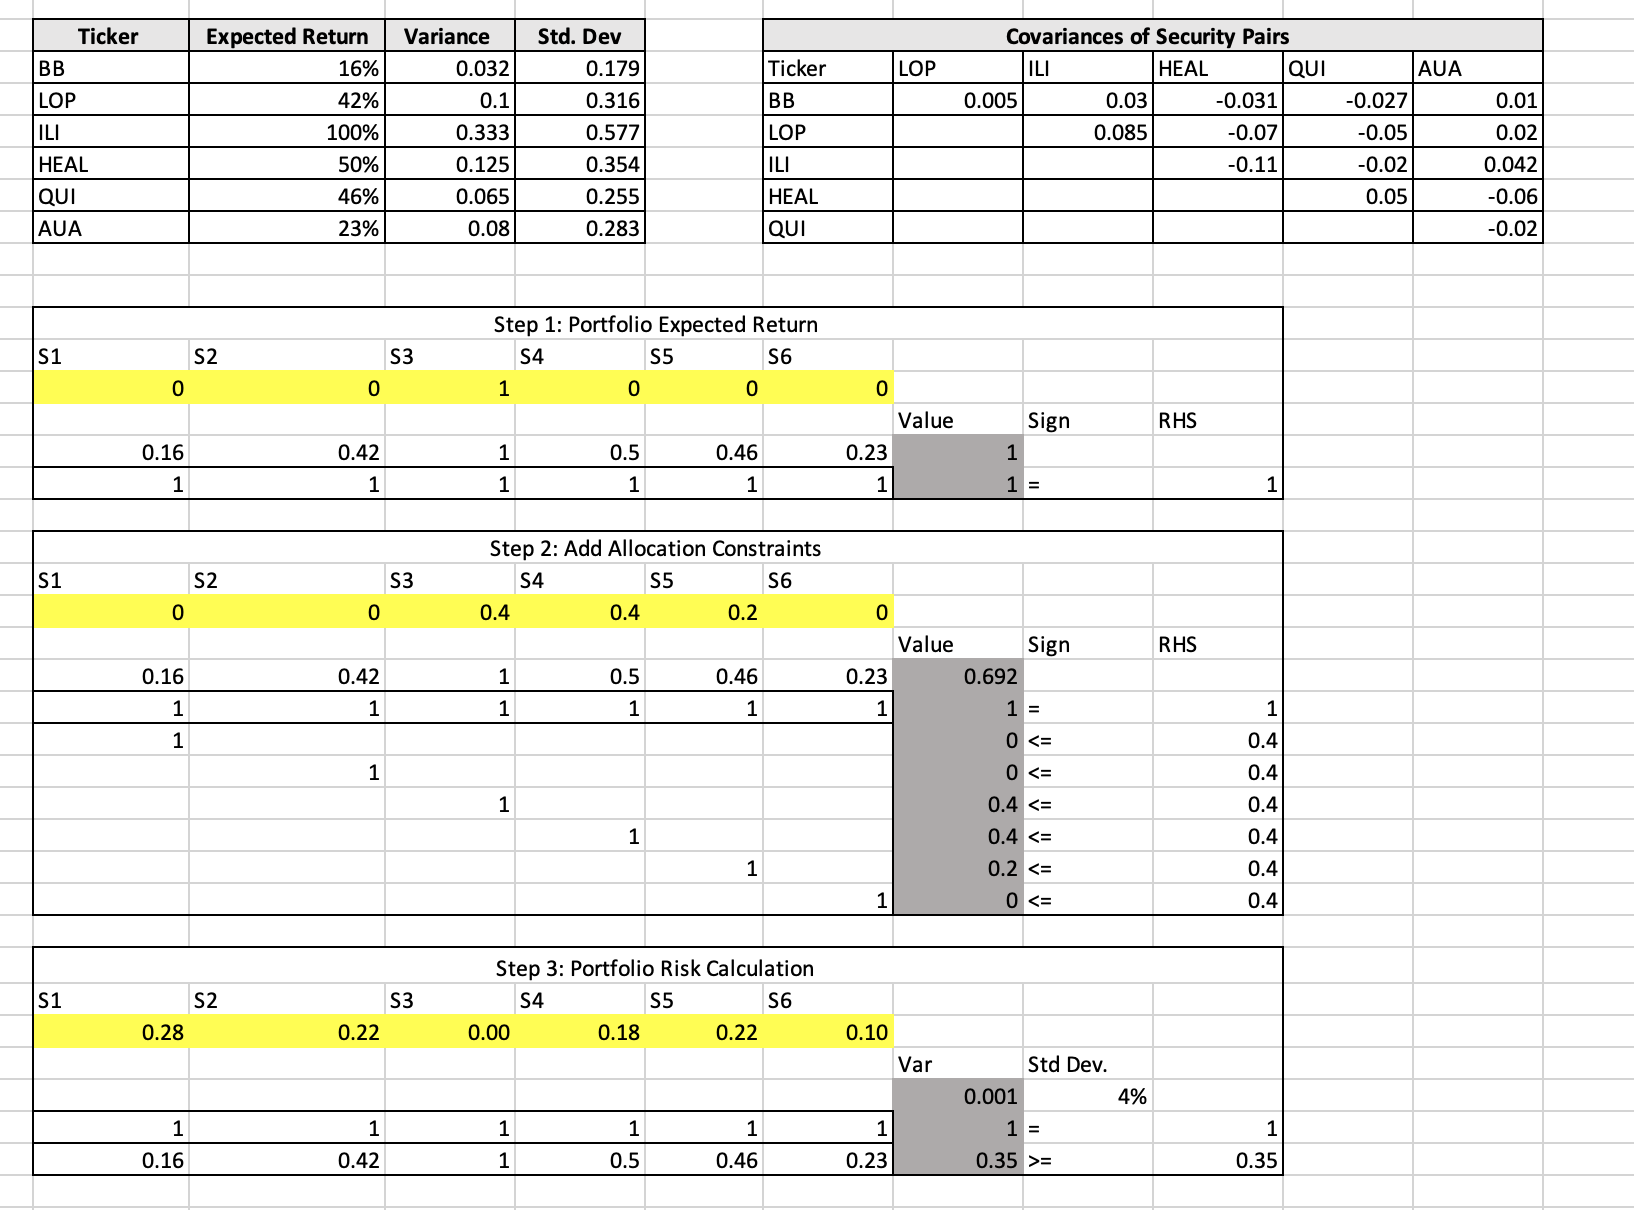 Ticker Expected Return Variance Std. Dev Covariances of Security Pairs
BB 16% 0.032 0.179 Ticker LOP ILI HEAL QUI AUA
LOP 42% 0.1 0.316 BB 0.005 0.03 -0.031 -0.027 0.01
ILI 100% 0.333 0.577 LOP 0.085 -0.07 -0.05 0.02
HEAL 50% 0.125 0.354 ILI -0.11 -0.02 0.042
QUI 46% 0.065 0.255 HEAL 0.05 -0.06
AUA 23% 0.08 0.283 QUI -0.02
Step 1: Portfolio Expected Return
S1 S2 S3 S4 S5 S6
0 0 1 0 0 0
Value Sign RHS
0.16 0.42 1 0.5 0.46 0.23 1
1 1 1 1 1 1 1 = 1
Step 2: Add Allocation Constraints
S1 S2 S3 S4 S5 S6
0 0 0.4 0.4 0.2 0
Value Sign RHS
0.16 0.42 1 0.5 0.46 0.23 0.692
1 1 1 1 1 1 1 = 1
1 0 <= 0.4
1 0 <= 0.4
1 0.4 <= 0.4
1 0.4 <= 0.4
1 0.2 <= 0.4
1 0 <= 0.4
Step 3: Portfolio Risk Calculation
S1 S2 S3 S4 S5 S6
0.28 0.22 0.00 0.18 0.22 0.10
Var Std Dev.
0.001 4%
1 1 1 1 1 1 1 = 1
0.16 0.42 1 0.5 0.46 0.23 0.35 >= 0.35